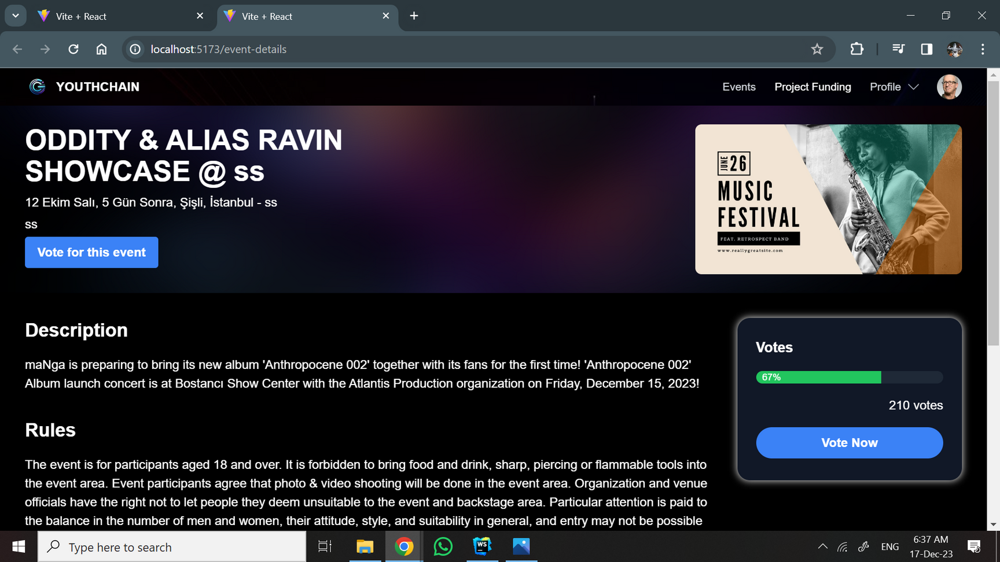 Vite + React
Vite + React
localhost:5173/event-details
YOUTHCHAIN
Events
Project Funding
Profile
ODDITY & ALIAS RAVIN
SHOWCASE @ ss
12 Ekim Salı, 5 Gün Sonra, Şişli, İstanbul - ss
ss
Vote for this event
JUNE
26
MUSIC
FESTIVAL
FEAT. RETROSPECT BAND
www.reallygreatsite.com
Description
maNga is preparing to bring its new album 'Anthropocene 002' together with its fans for the first time! 'Anthropocene 002'
Album launch concert is at Bostancı Show Center with the Atlantis Production organization on Friday, December 15, 2023!
Votes
67%
210 votes
Vote Now
Rules
The event is for participants aged 18 and over. It is forbidden to bring food and drink, sharp, piercing or flammable tools into
the event area. Event participants agree that photo & video shooting will be done in the event area. Organization and venue
officials have the right not to let people they deem unsuitable to the event and backstage area. Particular attention is paid to
the balance in the number of men and women, their attitude, style, and suitability in general, and entry may not be possible
Type here to search
WS
ENG
6:37 AM
17-Dec-23